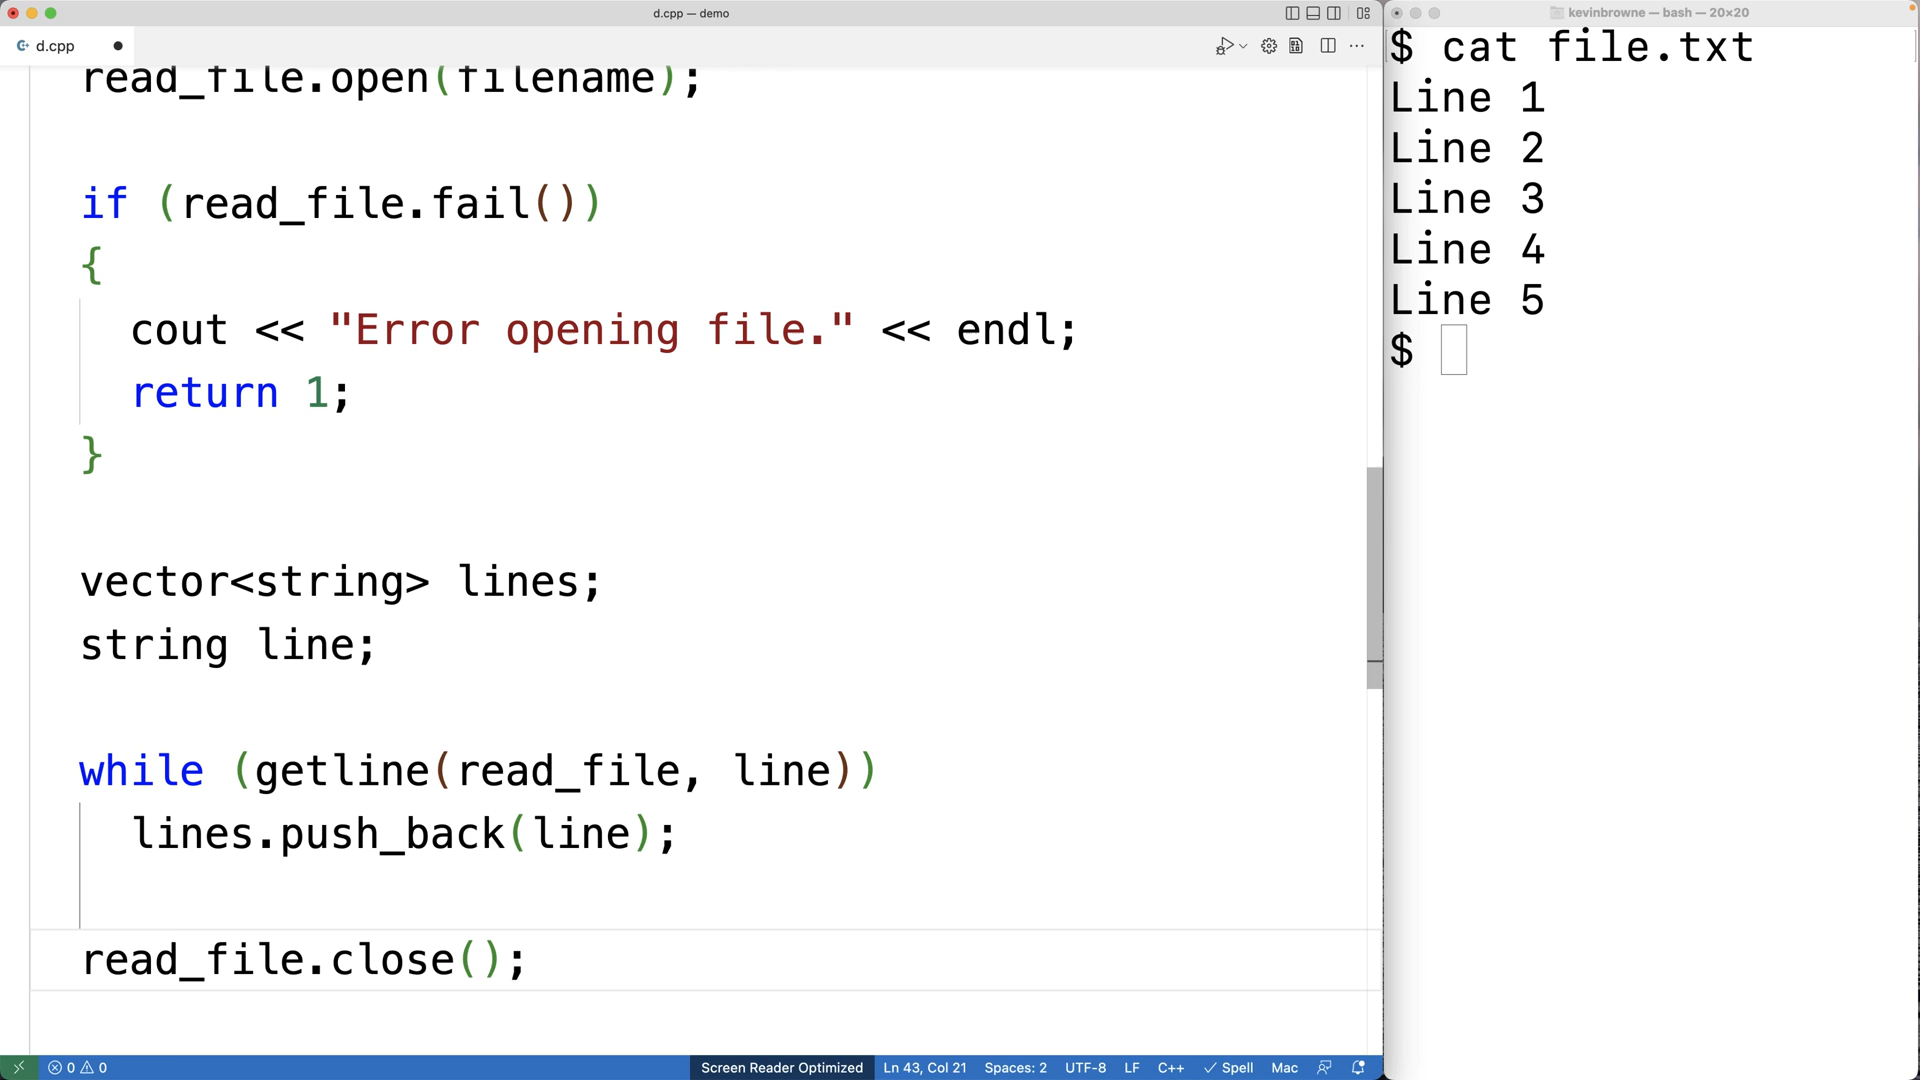 d.cpp — demo
d.cpp
read_file.open(filename);
if (read_file.fail())
{
cout << "Error opening file." << endl;
return 1;
}
vector<string> lines;
string line;
while (getline(read_file, line))
lines.push_back(line);
read_file.close();
0 0
Screen Reader Optimized
Ln 43, Col 21
Spaces: 2
UTF-8
LF
C++
Spell
Mac
kevinbrowne — bash — 20×20
$ cat file.txt
Line 1
Line 2
Line 3
Line 4
Line 5
$